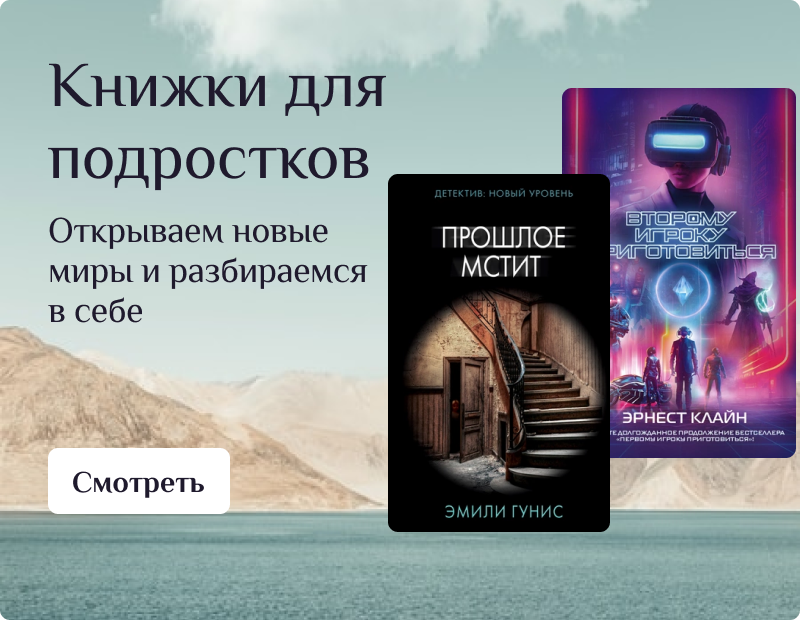 Книжки для
подростков
Открываем новые
миры и разбираемся
в себе
Смотреть
ДЕТЕКТИВ: НОВЫЙ УРОВЕНЬ
ПРОШЛОЕ
МСТИТ
ЭМИЛИ ГУНИС
ВТОРОМУ
ИГРОКУ
РИГОТОВИТЬСЯ
ЭРНЕСТ КЛАЙН
ДОЛГОЖДАННОЕ ПРОДОЛЖЕНИЕ БЕСТСЕЛЛЕРА
«ПЕРВОМУ ИГРОКУ ПРИГОТОВИТЬСЯ»!